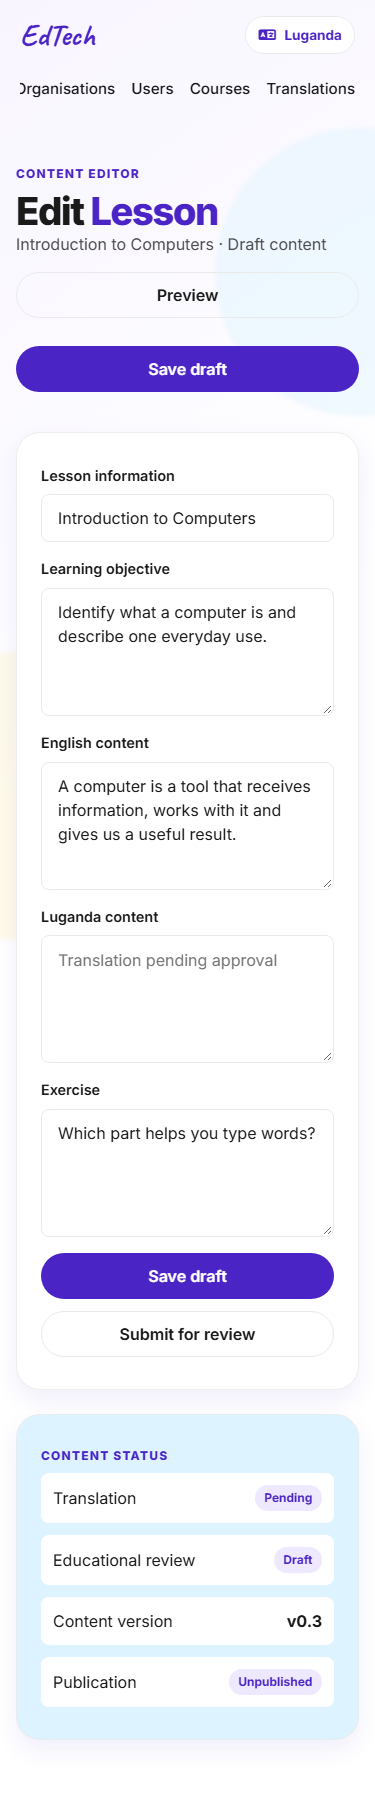 EdTech
Luganda
Organisations Users Courses Translations
CONTENT EDITOR
Edit Lesson
Introduction to Computers · Draft content
Preview
Save draft
Lesson information
Introduction to Computers
Learning objective
Identify what a computer is and
describe one everyday use.
English content
A computer is a tool that receives
information, works with it and
gives us a useful result.
Luganda content
Translation pending approval
Exercise
Which part helps you type words?
Save draft
Submit for review
CONTENT STATUS
Translation Pending
Educational review Draft
Content version v0.3
Publication Unpublished